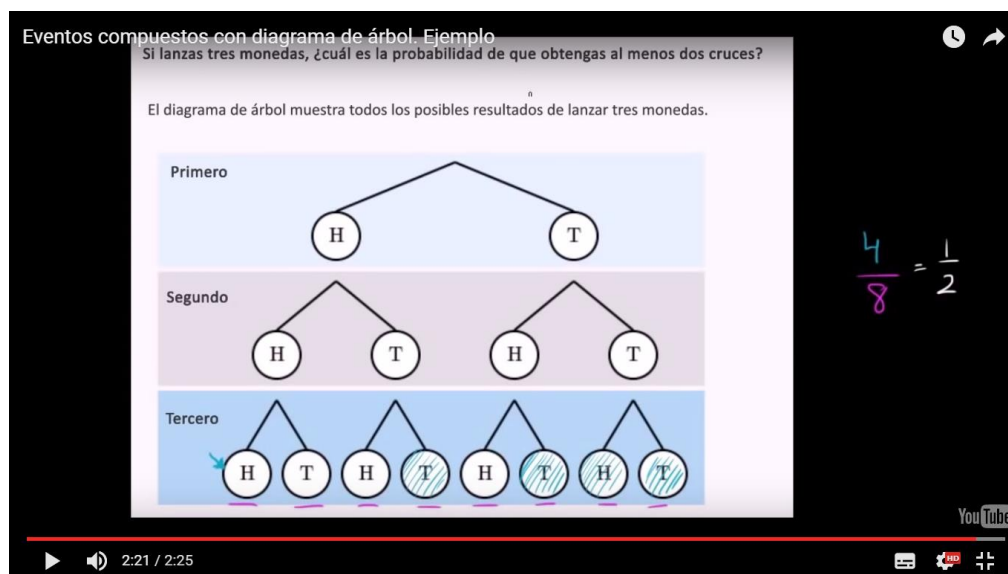 Eventos compuestos con diagrama de árbol. Ejemplo
Si lanzas tres monedas, ¿cuál es la probabilidad de que obtengas al menos dos cruces?
El diagrama de árbol muestra todos los posibles resultados de lanzar tres monedas.
Primero
H T
4/8 = 1/2
Segundo
H T H T
Tercero
H T H T H T H T
YouTube
2:21 / 2:25
HD